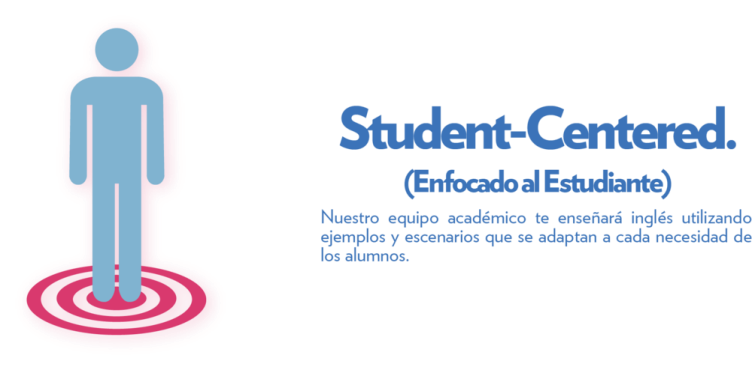 Student-Centered.
(Enfocado al Estudiante)
Nuestro equipo académico te enseñará inglés utilizando
ejemplos y escenarios que se adaptan a cada necesidad de
los alumnos.